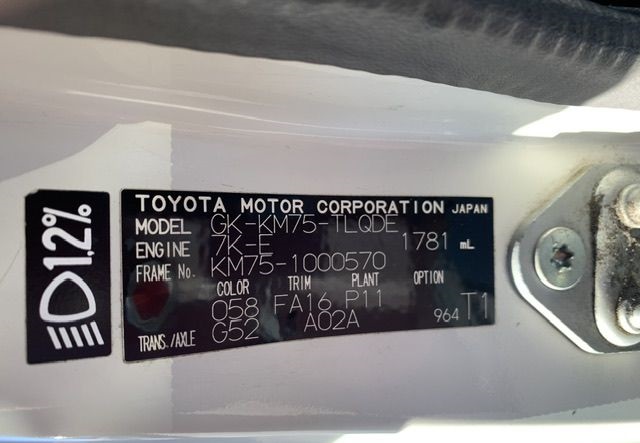 1.2%
TOYOTA MOTOR CORPORATION JAPAN
MODEL GK-KM75-TLQDE
ENGINE 7K-E 1781 mL
FRAME NO. KM75-1000570
COLOR TRIM PLANT OPTION
058 FA16 P11
TRANS./AXLE G52 A02A 964 T1